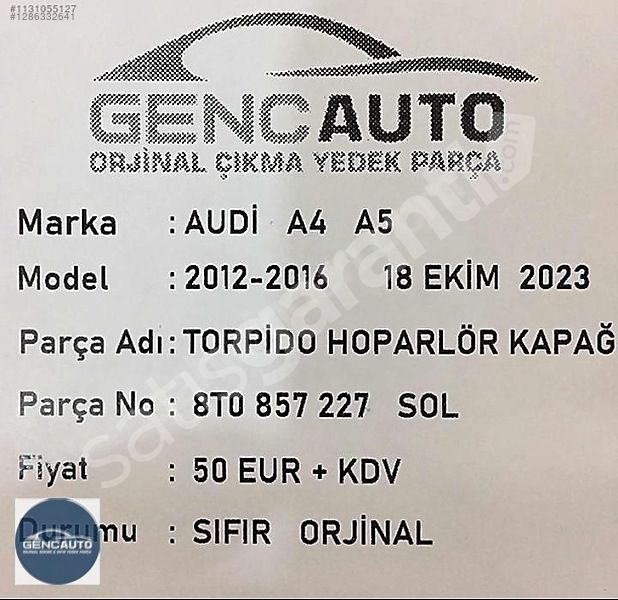 #1131055127
#1286332641
GENCAUTO
ORJİNAL ÇIKMA YEDEK PARÇA
Marka : AUDİ A4 A5
Model : 2012-2016 18 EKİM 2023
Parça Adı : TORPİDO HOPARLÖR KAPAĞ
Parça No : 8T0 857 227 SOL
Fiyat : 50 EUR + KDV
Durumu : SIFIR ORJİNAL
GENCAUTO
satisgaranti.com